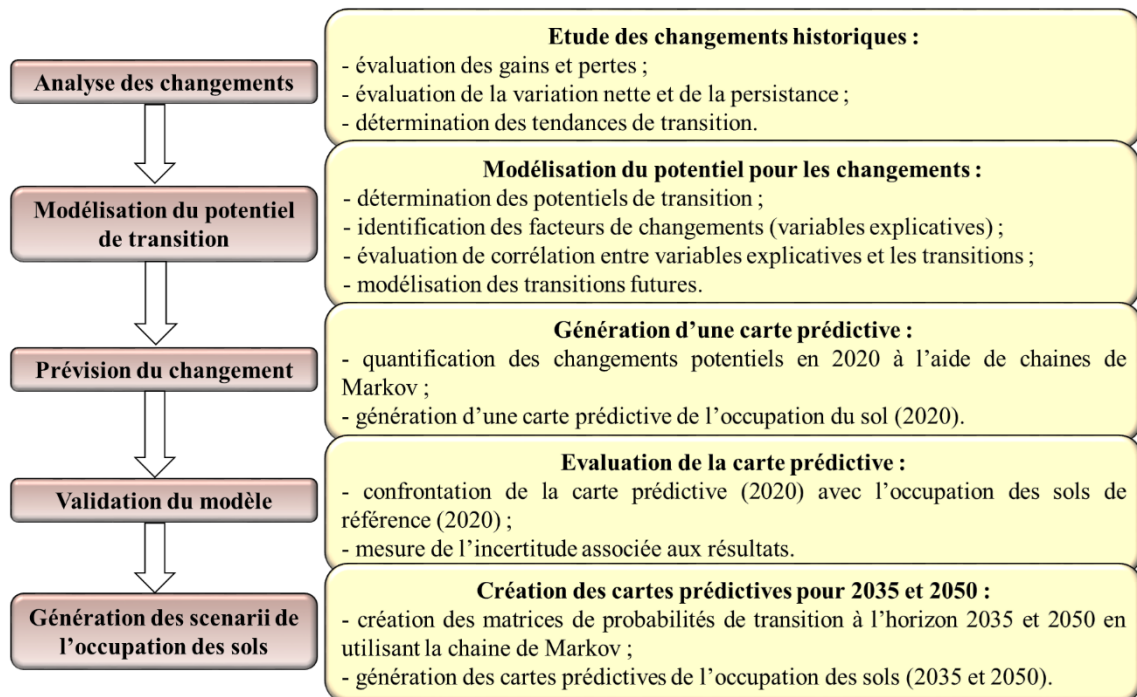 Analyse des changements
Etude des changements historiques :
- évaluation des gains et pertes ;
- évaluation de la variation nette et de la persistance ;
- détermination des tendances de transition.
Modélisation du potentiel
de transition
Modélisation du potentiel pour les changements :
- détermination des potentiels de transition ;
- identification des facteurs de changements (variables explicatives) ;
- évaluation de corrélation entre variables explicatives et les transitions ;
- modélisation des transitions futures.
Prévision du changement
Génération d’une carte prédictive :
- quantification des changements potentiels en 2020 à l’aide de chaines de
Markov ;
- génération d’une carte prédictive de l’occupation du sol (2020).
Validation du modèle
Evaluation de la carte prédictive :
- confrontation de la carte prédictive (2020) avec l’occupation des sols de
référence (2020) ;
- mesure de l’incertitude associée aux résultats.
Génération des scenarii de
l’occupation des sols
Création des cartes prédictives pour 2035 et 2050 :
- création des matrices de probabilités de transition à l’horizon 2035 et 2050 en
utilisant la chaine de Markov ;
- génération des cartes prédictives de l’occupation des sols (2035 et 2050).